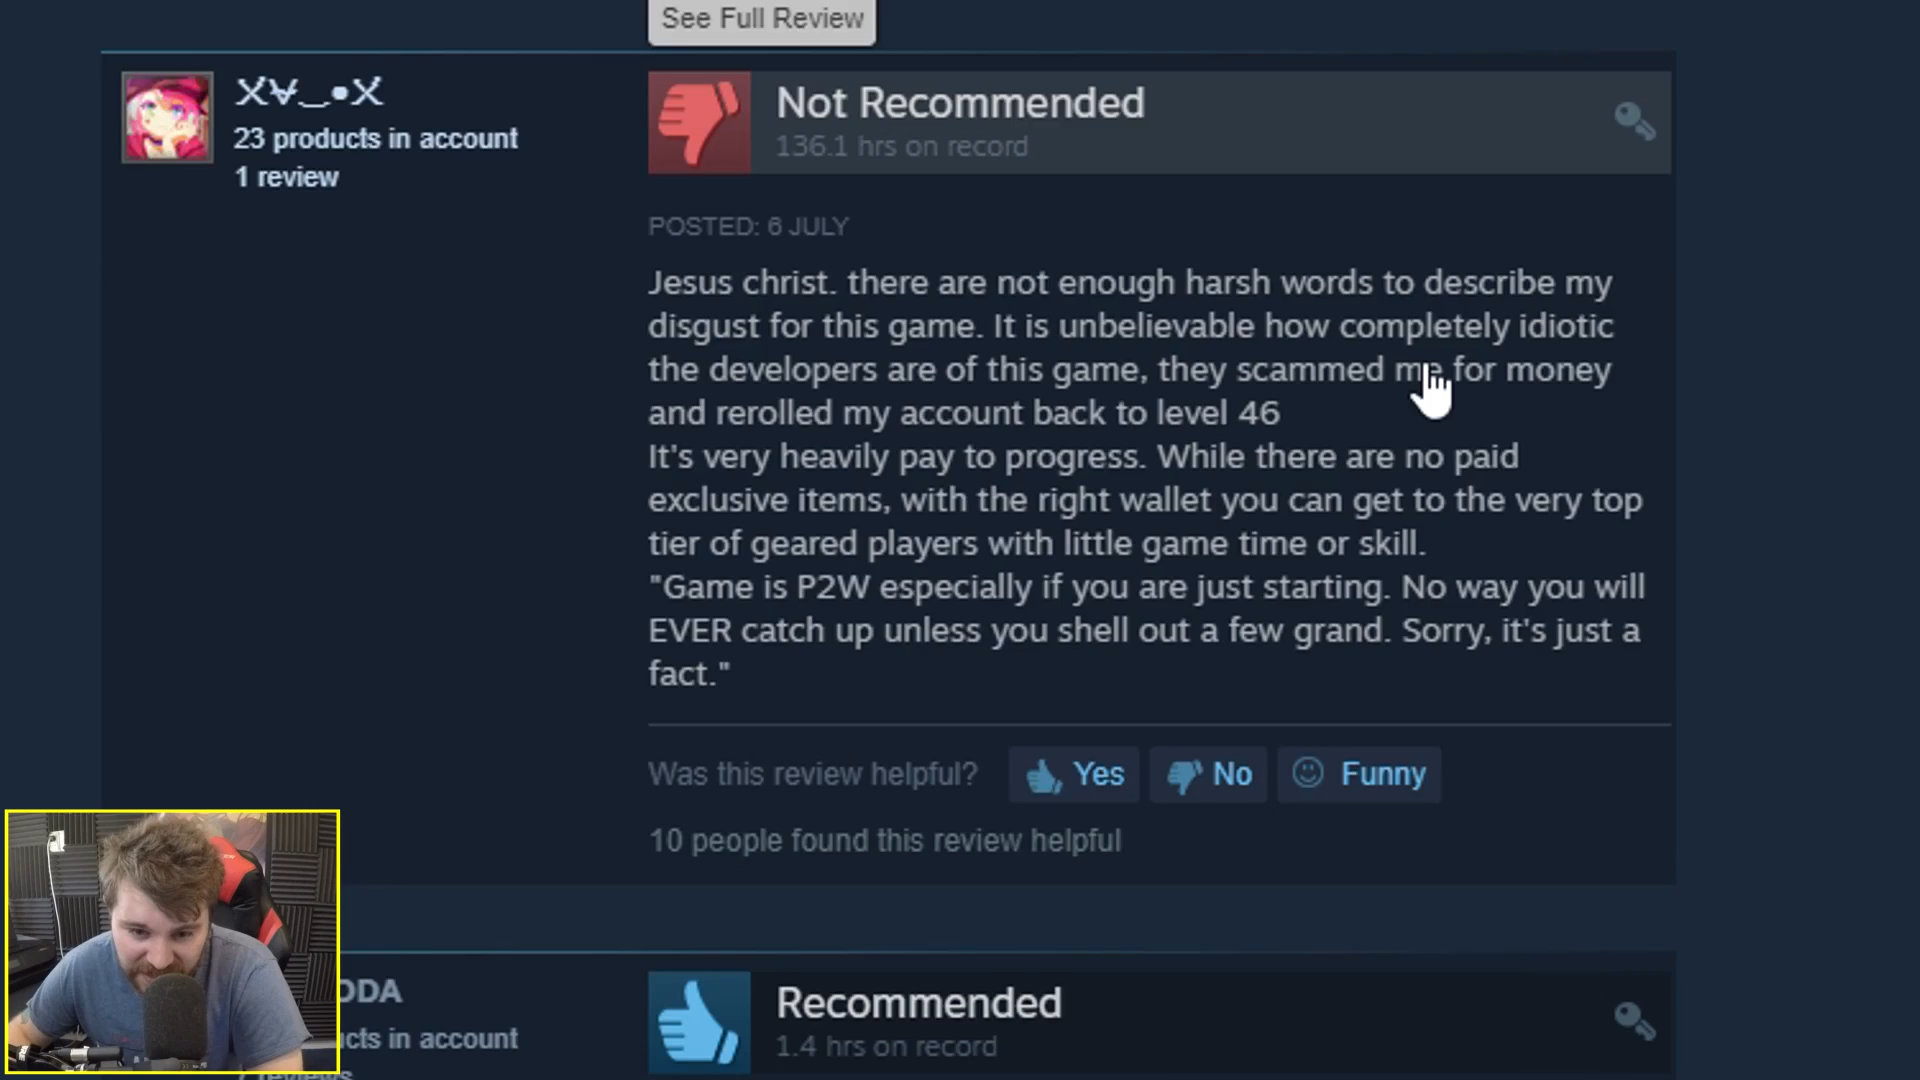 See Full Review
Not Recommended
23 products in account
136.1 hrs on record
1 review
POSTED: 6 JULY
Jesus christ. there are not enough harsh words to describe my
disgust for this game. It is unbelievable how completely idiotic
the developers are of this game, they scammed me for money
and rerolled my account back to level 46
It's very heavily pay to progress. While there are no paid
exclusive items, with the right wallet you can get to the very top
tier of geared players with little game time or skill.
"Game is P2W especially if you are just starting. No way you will
EVER catch up unless you shell out a few grand. Sorry, it's just a
fact."
Was this review helpful? Yes No Funny
10 people found this review helpful
ODA
Recommended
in account
1.4 hrs on record